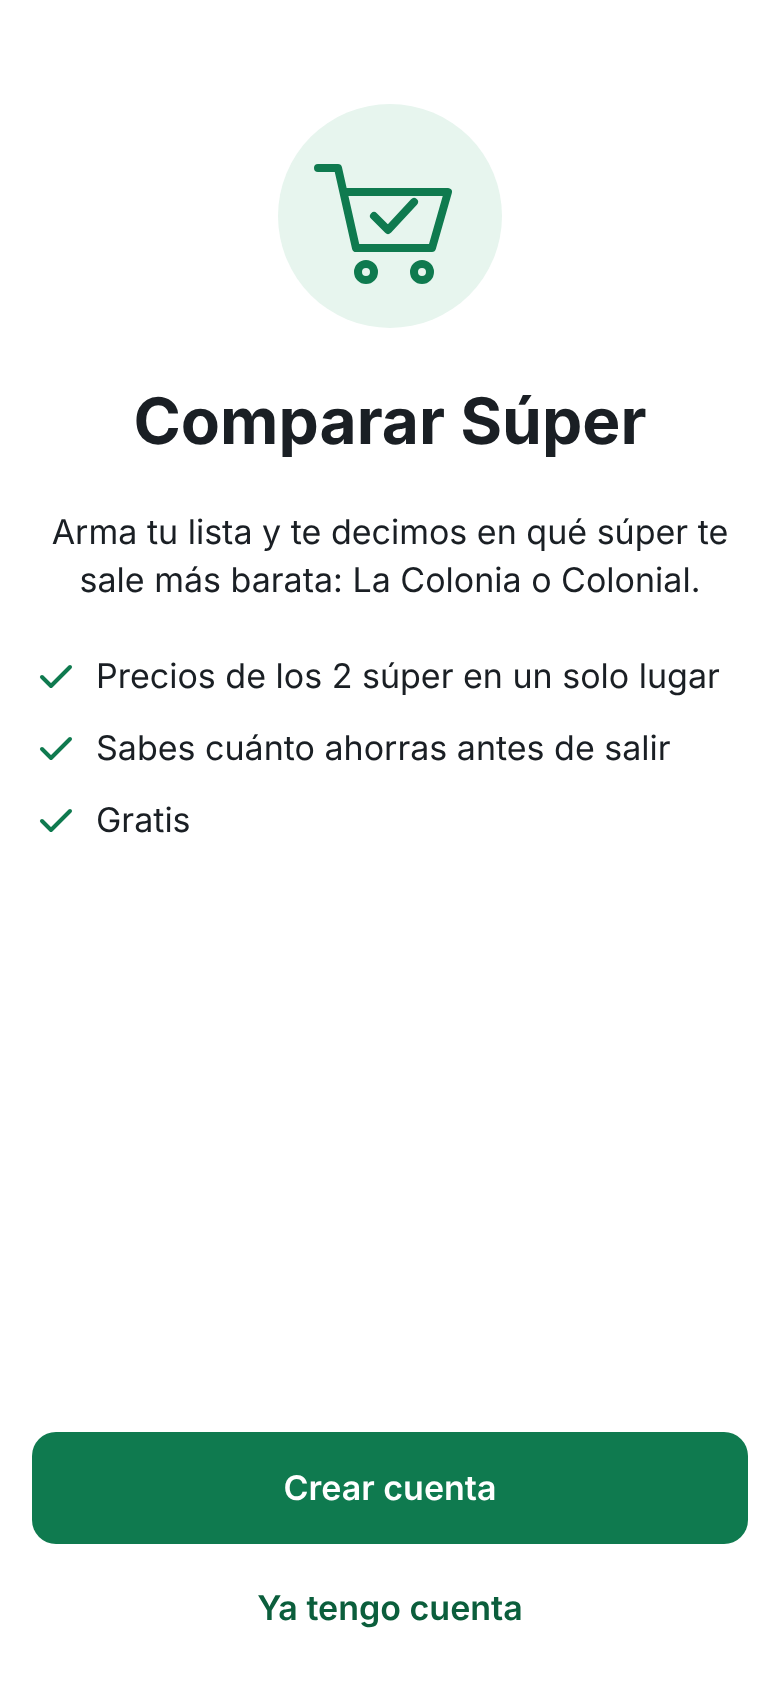 Comparar Súper
Arma tu lista y te decimos en qué súper te
sale más barata: La Colonia o Colonial.
Precios de los 2 súper en un solo lugar
Sabes cuánto ahorras antes de salir
Gratis
Crear cuenta
Ya tengo cuenta